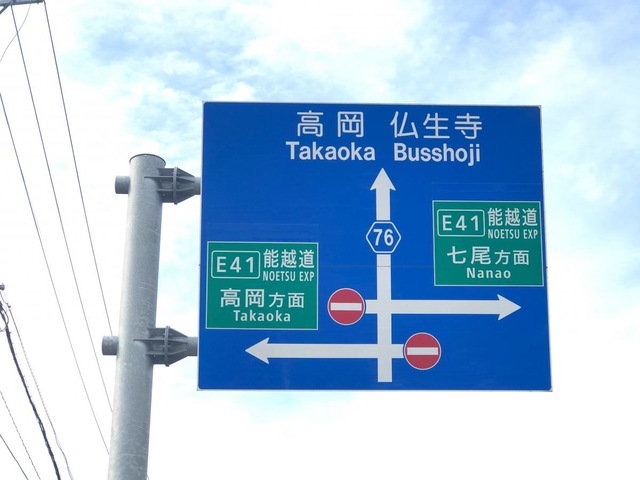 高岡 仏生寺
Takaoka Busshoji
76
E41 能越道
NOETSU EXP
七尾方面
Nanao
E41 能越道
NOETSU EXP
高岡方面
Takaoka